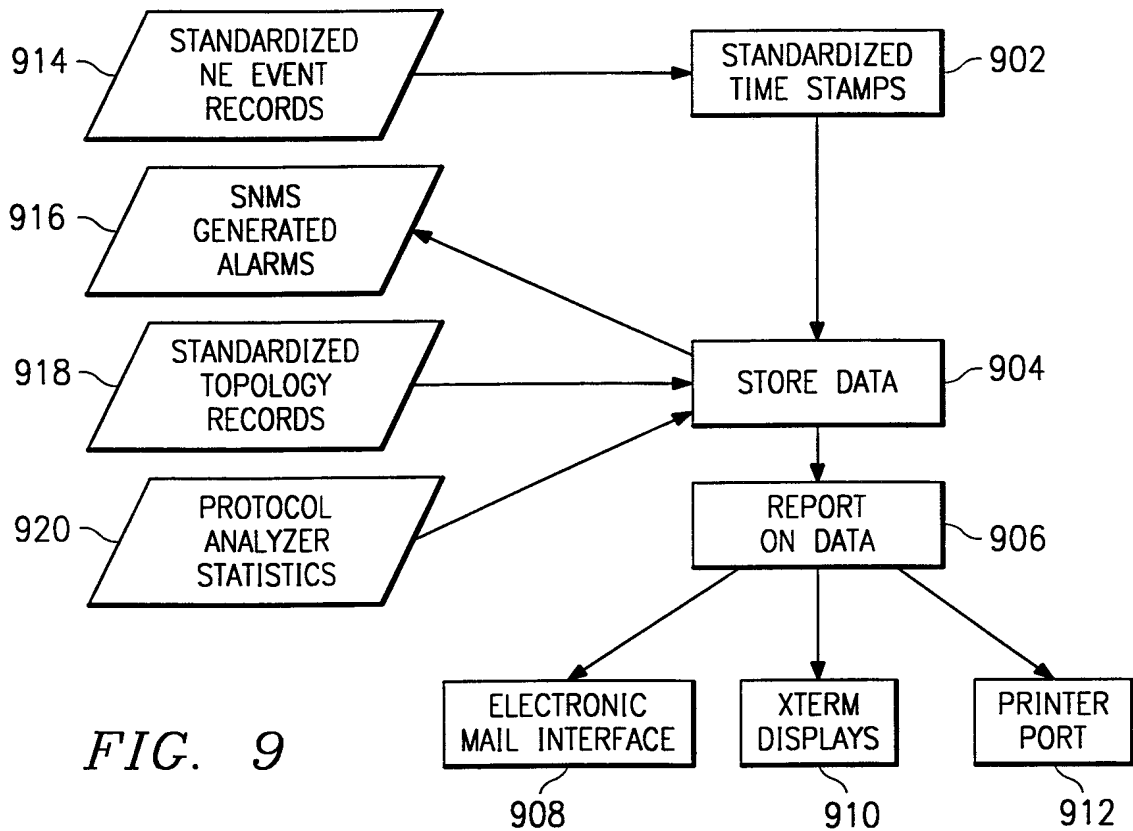 914
STANDARDIZED
NE EVENT
RECORDS
STANDARDIZED
TIME STAMPS
902
916
SNMS
GENERATED
ALARMS
918
STANDARDIZED
TOPOLOGY
RECORDS
STORE DATA
904
920
PROTOCOL
ANALYZER
STATISTICS
REPORT
ON DATA
906
ELECTRONIC
MAIL INTERFACE
908
XTERM
DISPLAYS
910
PRINTER
PORT
912
FIG. 9